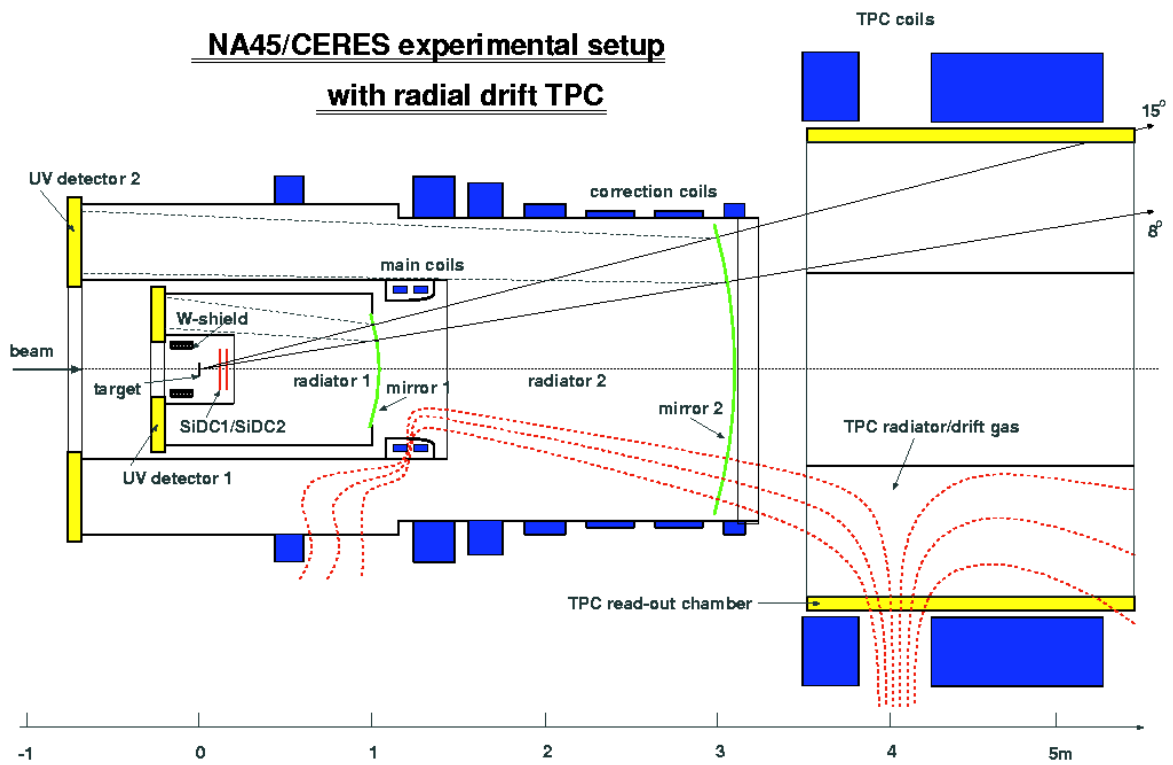 TPC coils
NA45/CERES experimental setup
with radial drift TPC
15°
UV detector 2
correction coils
8°
main coils
W-shield
beam
target
radiator 1
mirror 1
radiator 2
mirror 2
SiDC1/SiDC2
TPC radiator/drift gas
UV detector 1
TPC read-out chamber
-1 0 1 2 3 4 5m